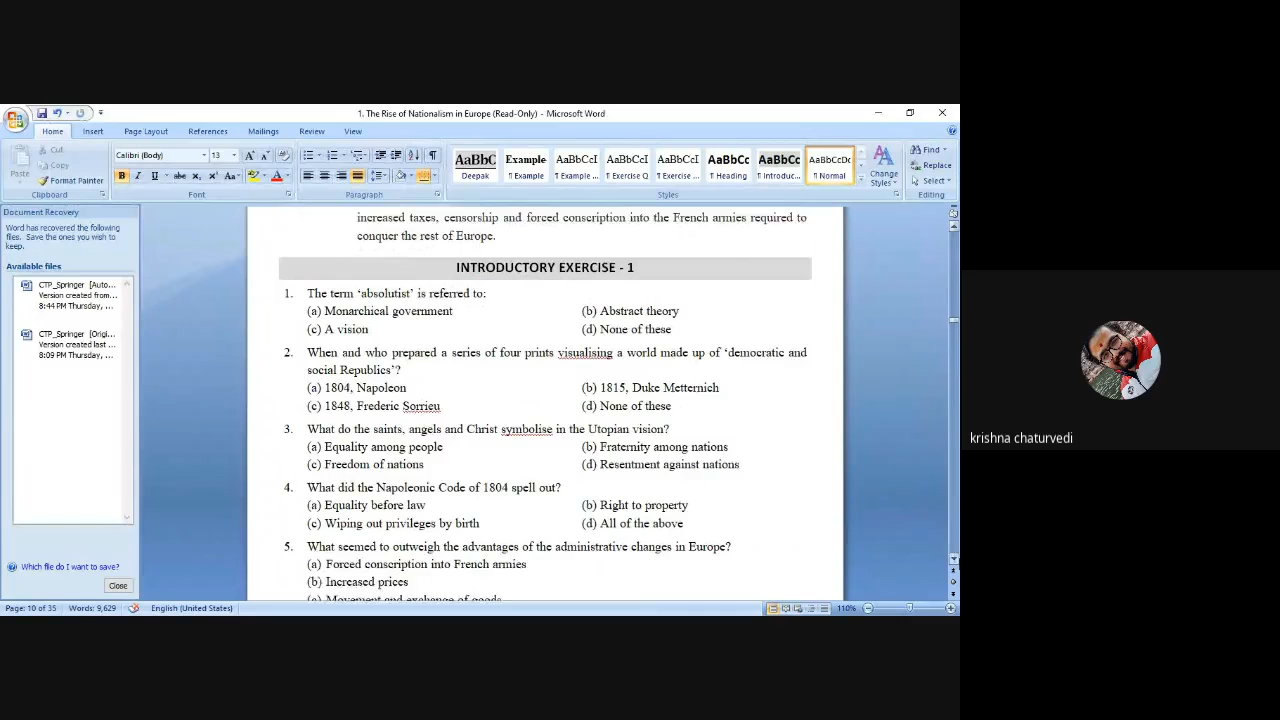 1. The Rise of Nationalism in Europe (Read-Only) - Microsoft Word
Home Insert Page Layout References Mailings Review View
Paste
Cut
Copy
Format Painter
Clipboard
Calibri (Body) 13
Font
Paragraph
AaBbC Example AaBbCcI AaBbCcI AaBbCcI AaBbCc AaBbCc AaBbCcDc
Deepak ¶ Example ¶ Example ... ¶ Exercise Q ¶ Exercise ... ¶ Heading ¶ Introduc... ¶ Normal
Styles
Change Styles
Find
Replace
Select
Editing
Document Recovery
Word has recovered the following
files. Save the ones you wish to
keep.
Available files
CTP_Springer [Auto...
Version created from...
8:44 PM Thursday, ...
CTP_Springer [Origi...
Version created last ...
8:09 PM Thursday, ...
Which file do I want to save?
Close
increased taxes, censorship and forced conscription into the French armies required to
conquer the rest of Europe.
INTRODUCTORY EXERCISE - 1
1. The term ‘absolutist’ is referred to:
(a) Monarchical government (b) Abstract theory
(c) A vision (d) None of these
2. When and who prepared a series of four prints visualising a world made up of ‘democratic and
social Republics’?
(a) 1804, Napoleon (b) 1815, Duke Metternich
(c) 1848, Frederic Sorrieu (d) None of these
3. What do the saints, angels and Christ symbolise in the Utopian vision?
(a) Equality among people (b) Fraternity among nations
(c) Freedom of nations (d) Resentment against nations
4. What did the Napoleonic Code of 1804 spell out?
(a) Equality before law (b) Right to property
(c) Wiping out privileges by birth (d) All of the above
5. What seemed to outweigh the advantages of the administrative changes in Europe?
(a) Forced conscription into French armies
(b) Increased prices
(c) Movement and exchange of goods
Page: 10 of 35 Words: 9,629 English (United States) 110%
krishna chaturvedi